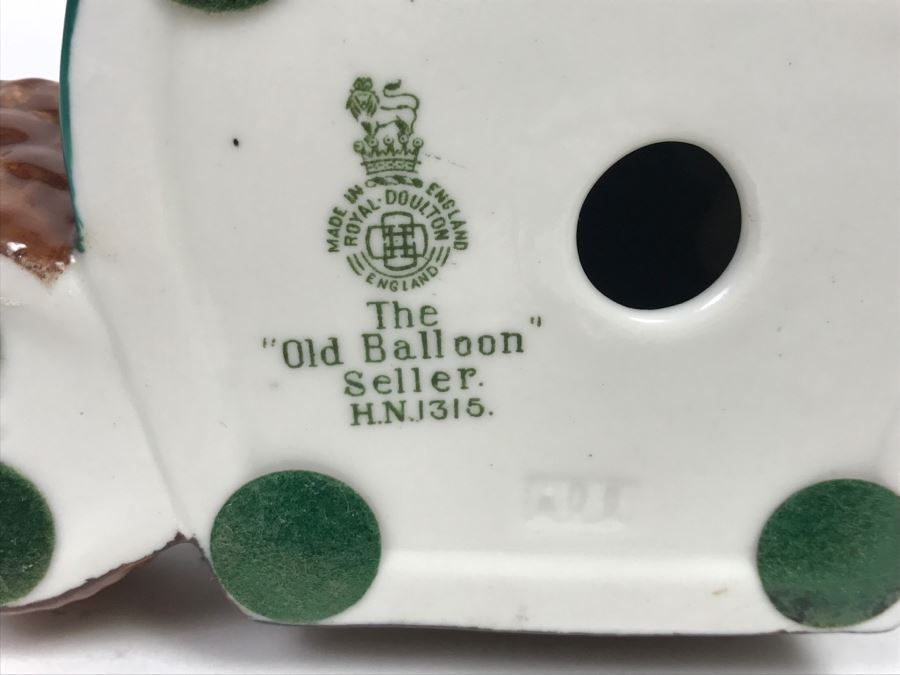 MADE IN ENGLAND
ROYAL·DOULTON
ENGLAND
The
"Old Balloon"
Seller.
H.N.1315.